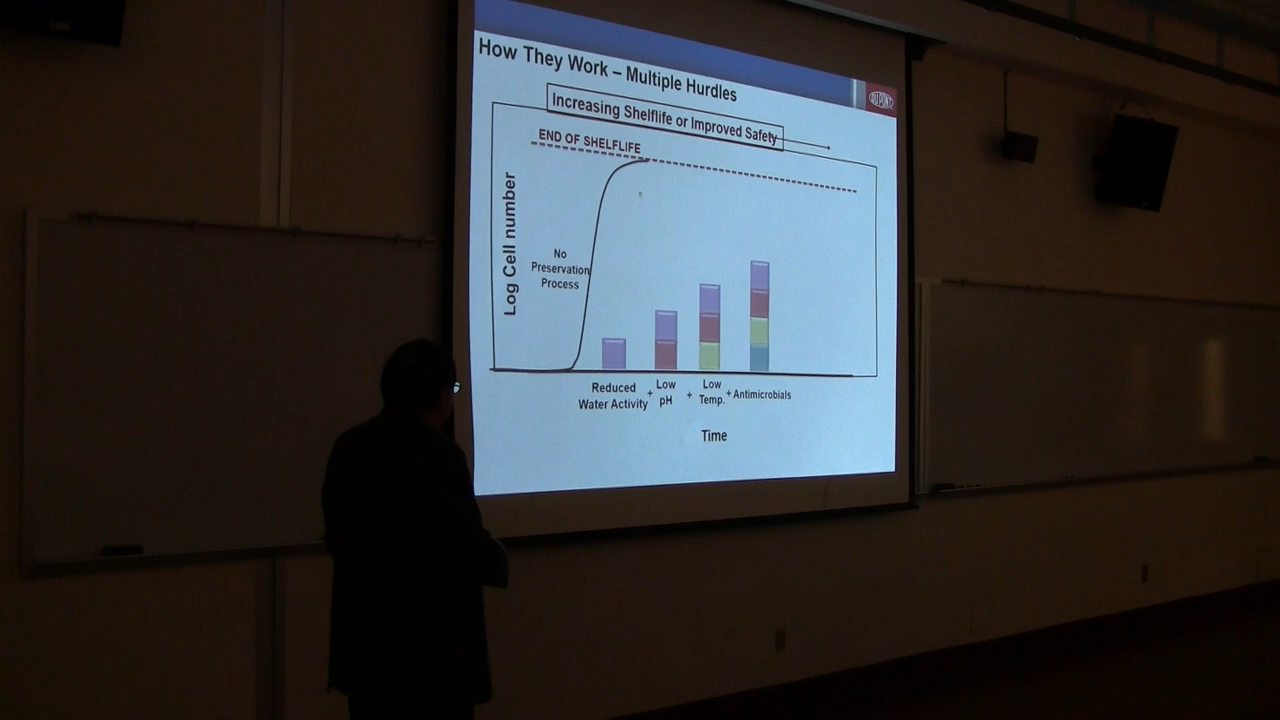 How They Work – Multiple Hurdles
DUPONT
Increasing Shelflife or Improved Safety
END OF SHELFLIFE
Log Cell number
No
Preservation
Process
Reduced
Water Activity
+
Low
pH
+
Low
Temp.
+
Antimicrobials
Time